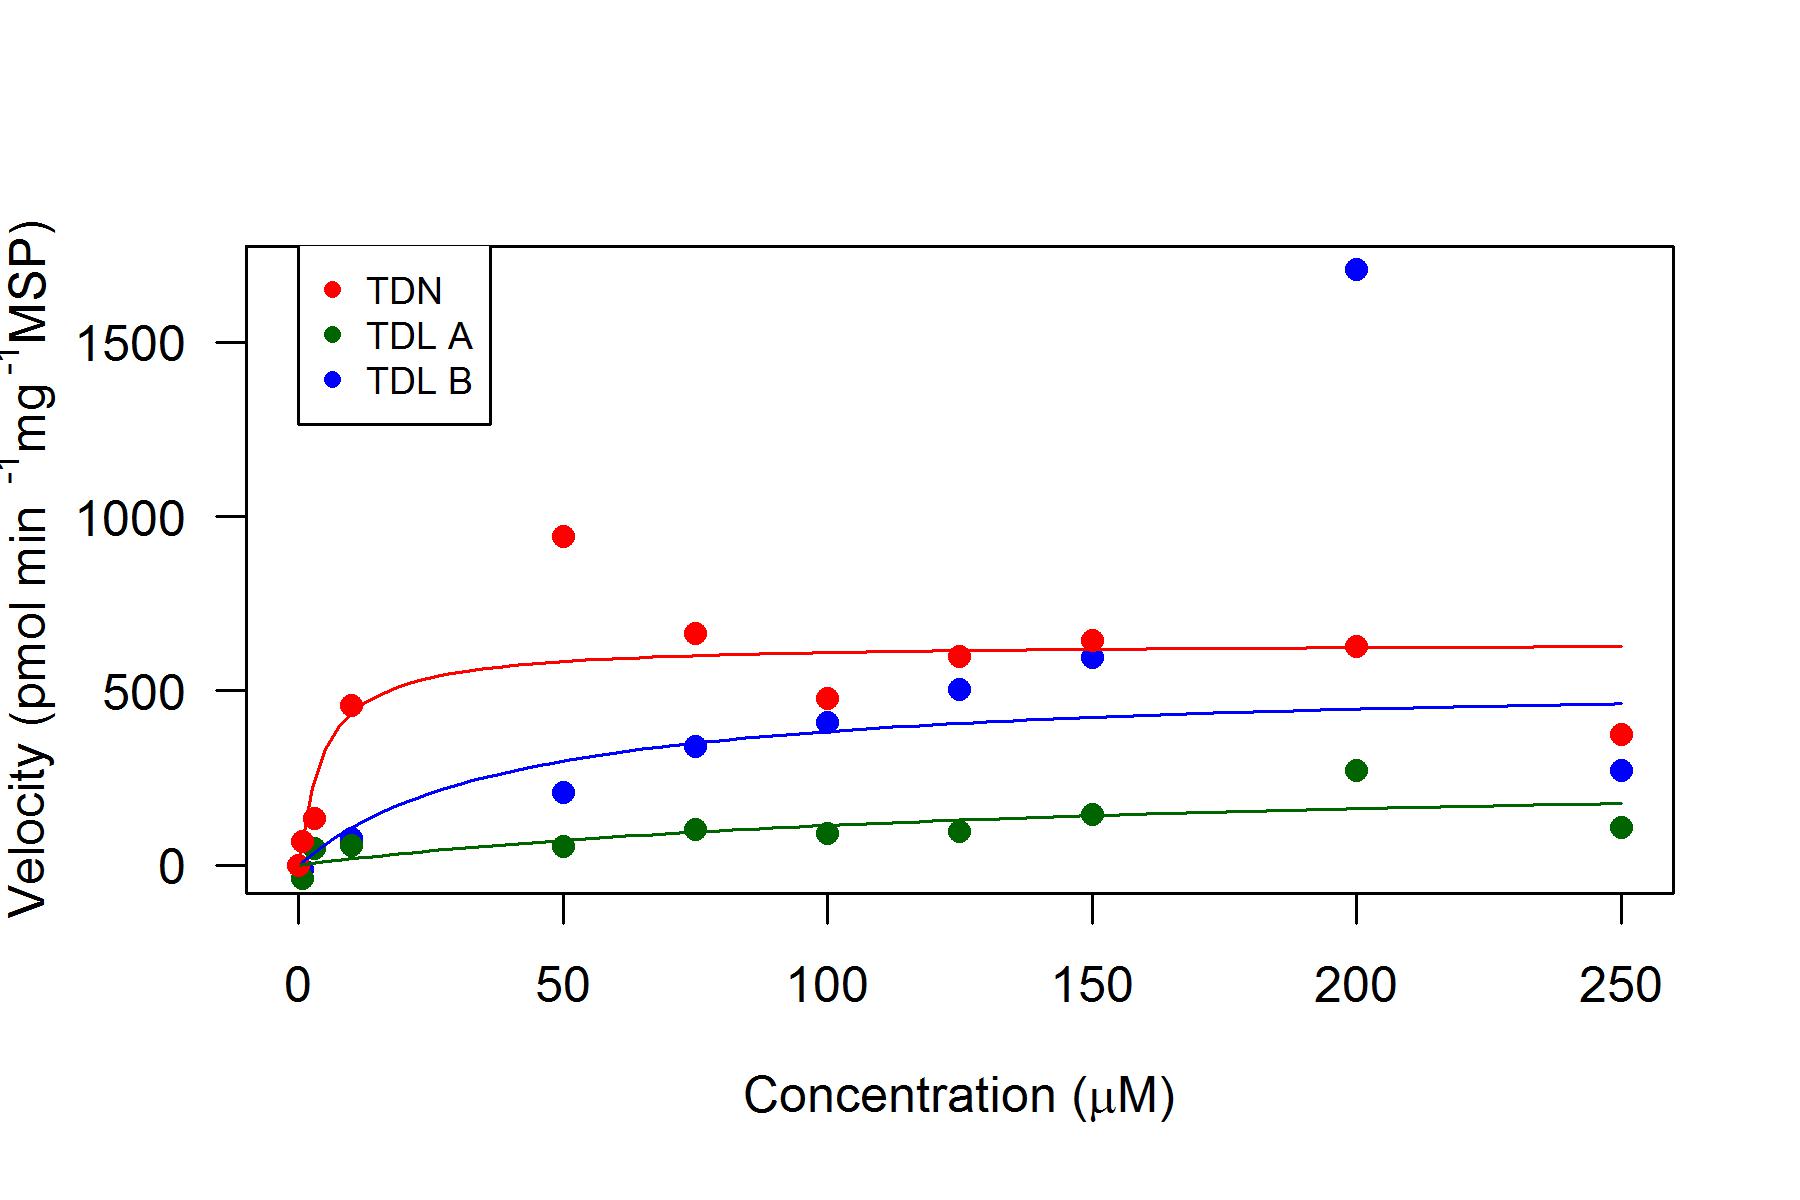 Velocity (pmol min⁻¹mg⁻¹MSP)
TDN
TDL A
TDL B
1500
1000
500
0
0 50 100 150 200 250
Concentration (μM)